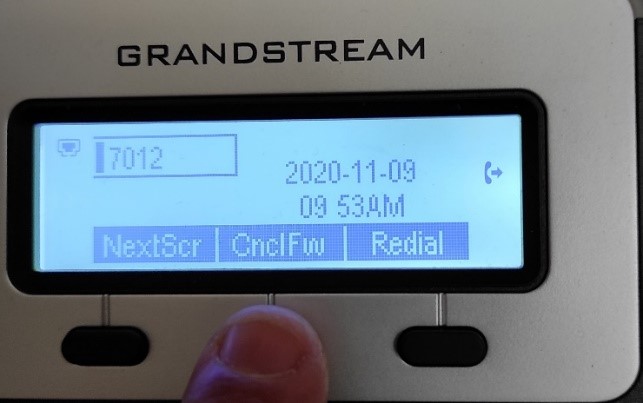 GRANDSTREAM
7012
2020-11-09
09 53AM
NextScr CnclFw Redial